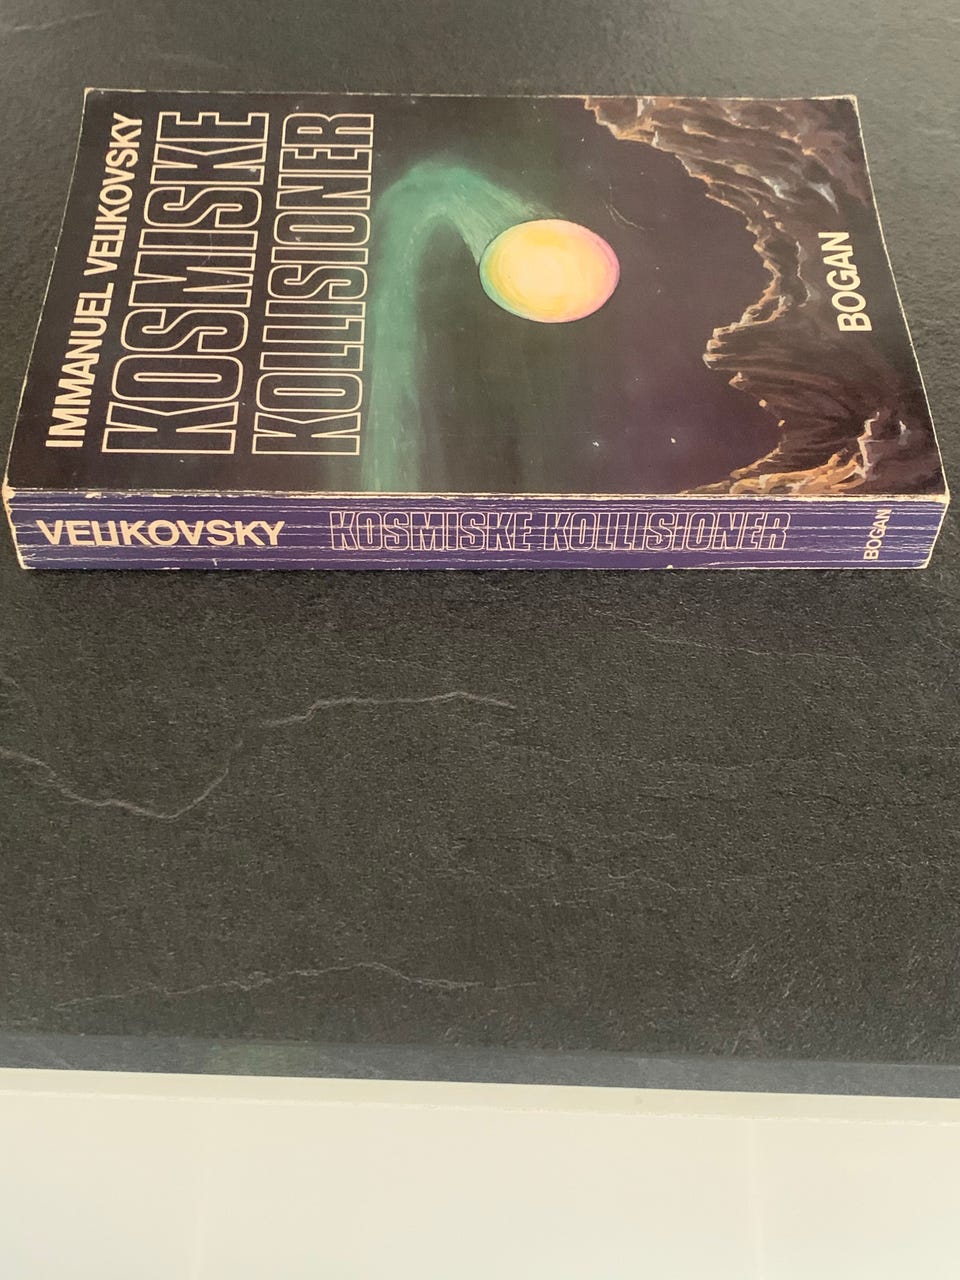 IMMANUEL VELIKOVSKY
KOSMISKE
KOLLISIONER
BOGAN
VELIKOVSKY KOSMISKE KOLLISIONER BOGAN